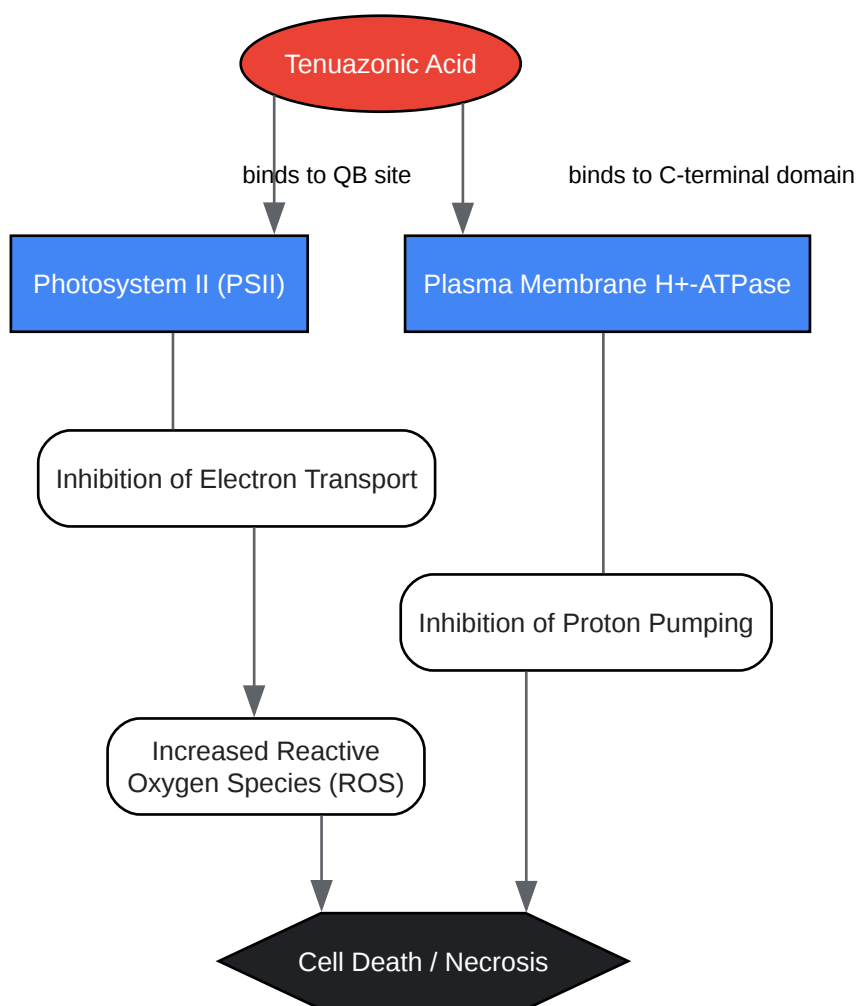 Tenuazonic Acid
binds to QB site
binds to C-terminal domain
Photosystem II (PSII)
Plasma Membrane H+-ATPase
Inhibition of Electron Transport
Inhibition of Proton Pumping
Increased Reactive
Oxygen Species (ROS)
Cell Death / Necrosis